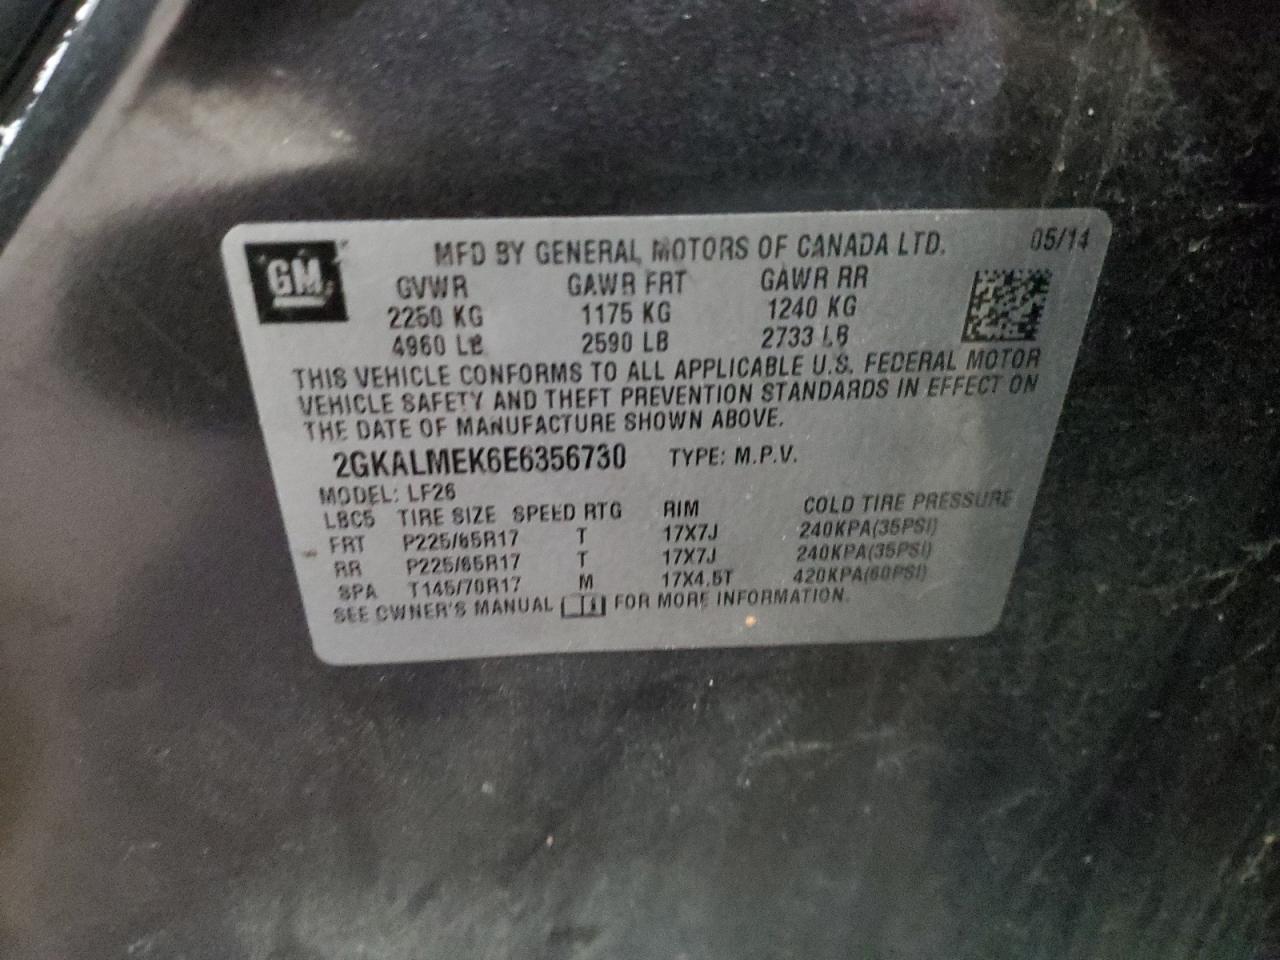 GM
MFD BY GENERAL MOTORS OF CANADA LTD. 05/14
GVWR GAWR FRT GAWR RR
2250 KG 1175 KG 1240 KG
4960 LB 2590 LB 2733 LB
THIS VEHICLE CONFORMS TO ALL APPLICABLE U.S. FEDERAL MOTOR
VEHICLE SAFETY AND THEFT PREVENTION STANDARDS IN EFFECT ON
THE DATE OF MANUFACTURE SHOWN ABOVE.
2GKALMEK6E6356730 TYPE: M.P.V.
MODEL: LF26
LBC5 TIRE SIZE SPEED RTG RIM COLD TIRE PRESSURE
FRT P225/65R17 T 17X7J 240KPA(35PSI)
RR P225/65R17 T 17X7J 240KPA(35PSI)
SPA T145/70R17 M 17X4.5T 420KPA(60PSI)
SEE OWNER'S MANUAL FOR MORE INFORMATION.